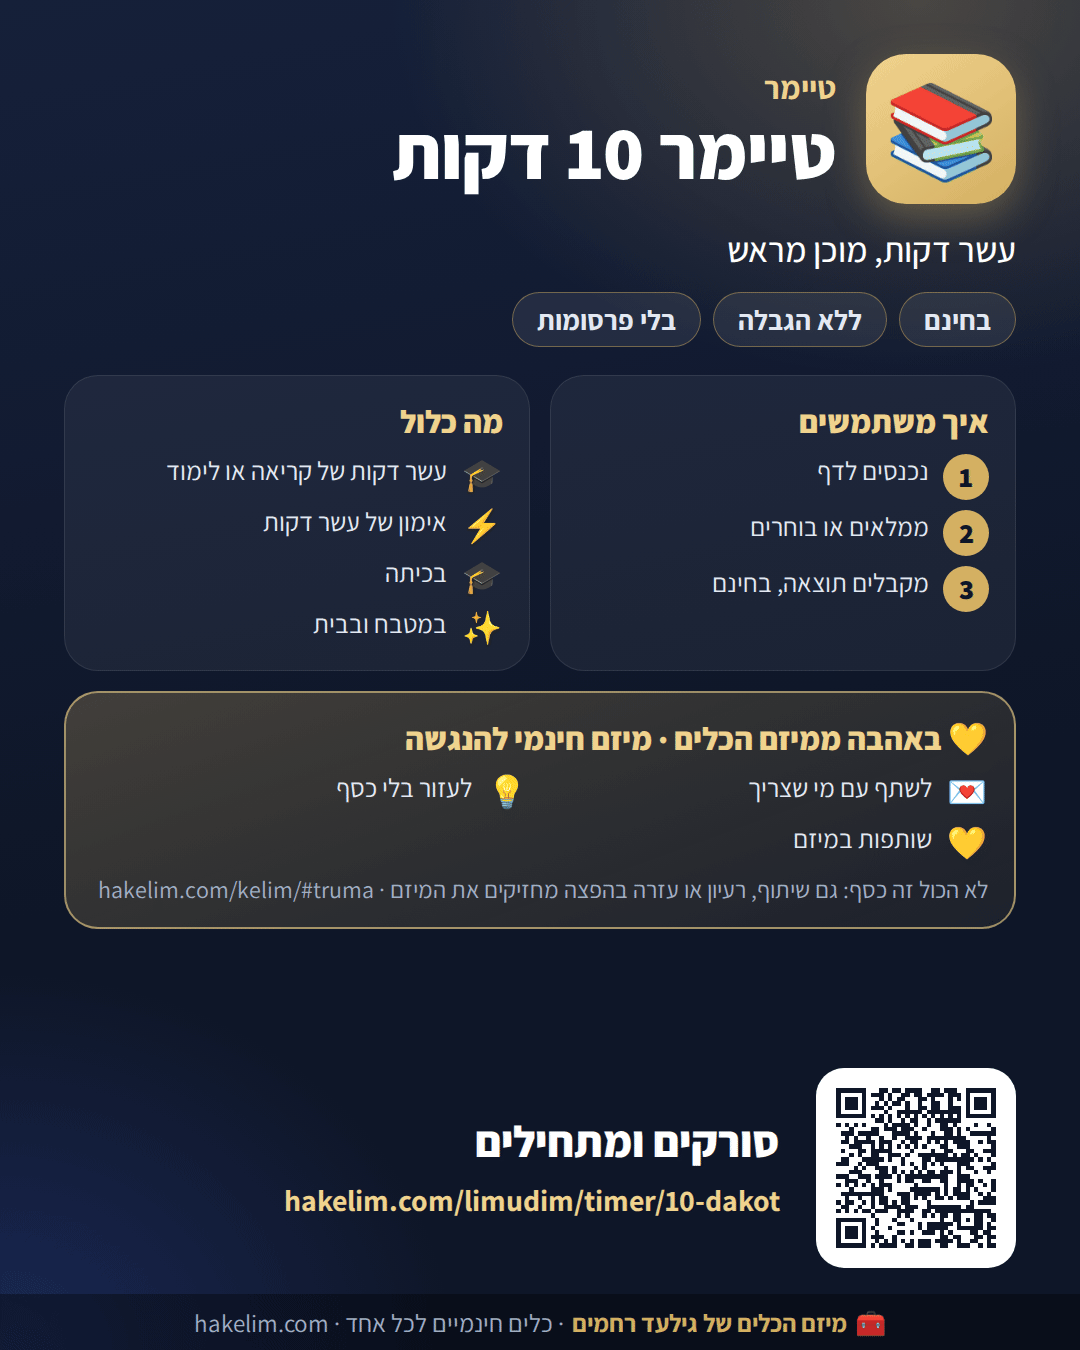 טיימר
טיימר 10 דקות
עשר דקות, מוכן מראש
בחינם
ללא הגבלה
בלי פרסומות
איך משתמשים
1 נכנסים לדף
2 ממלאים או בוחרים
3 מקבלים תוצאה, בחינם
מה כלול
עשר דקות של קריאה או לימוד
אימון של עשר דקות
בכיתה
במטבח ובבית
באהבה ממיזם הכלים · מיזם חינמי להנגשה
לשתף עם מי שצריך
לעזור בלי כסף
שותפות במיזם
לא הכול זה כסף: גם שיתוף, רעיון או עזרה בהפצה מחזיקים את המיזם · hakelim.com/kelim/#truma
סורקים ומתחילים
hakelim.com/limudim/timer/10-dakot
מיזם הכלים של גילעד רחמים · כלים חינמיים לכל אחד · hakelim.com